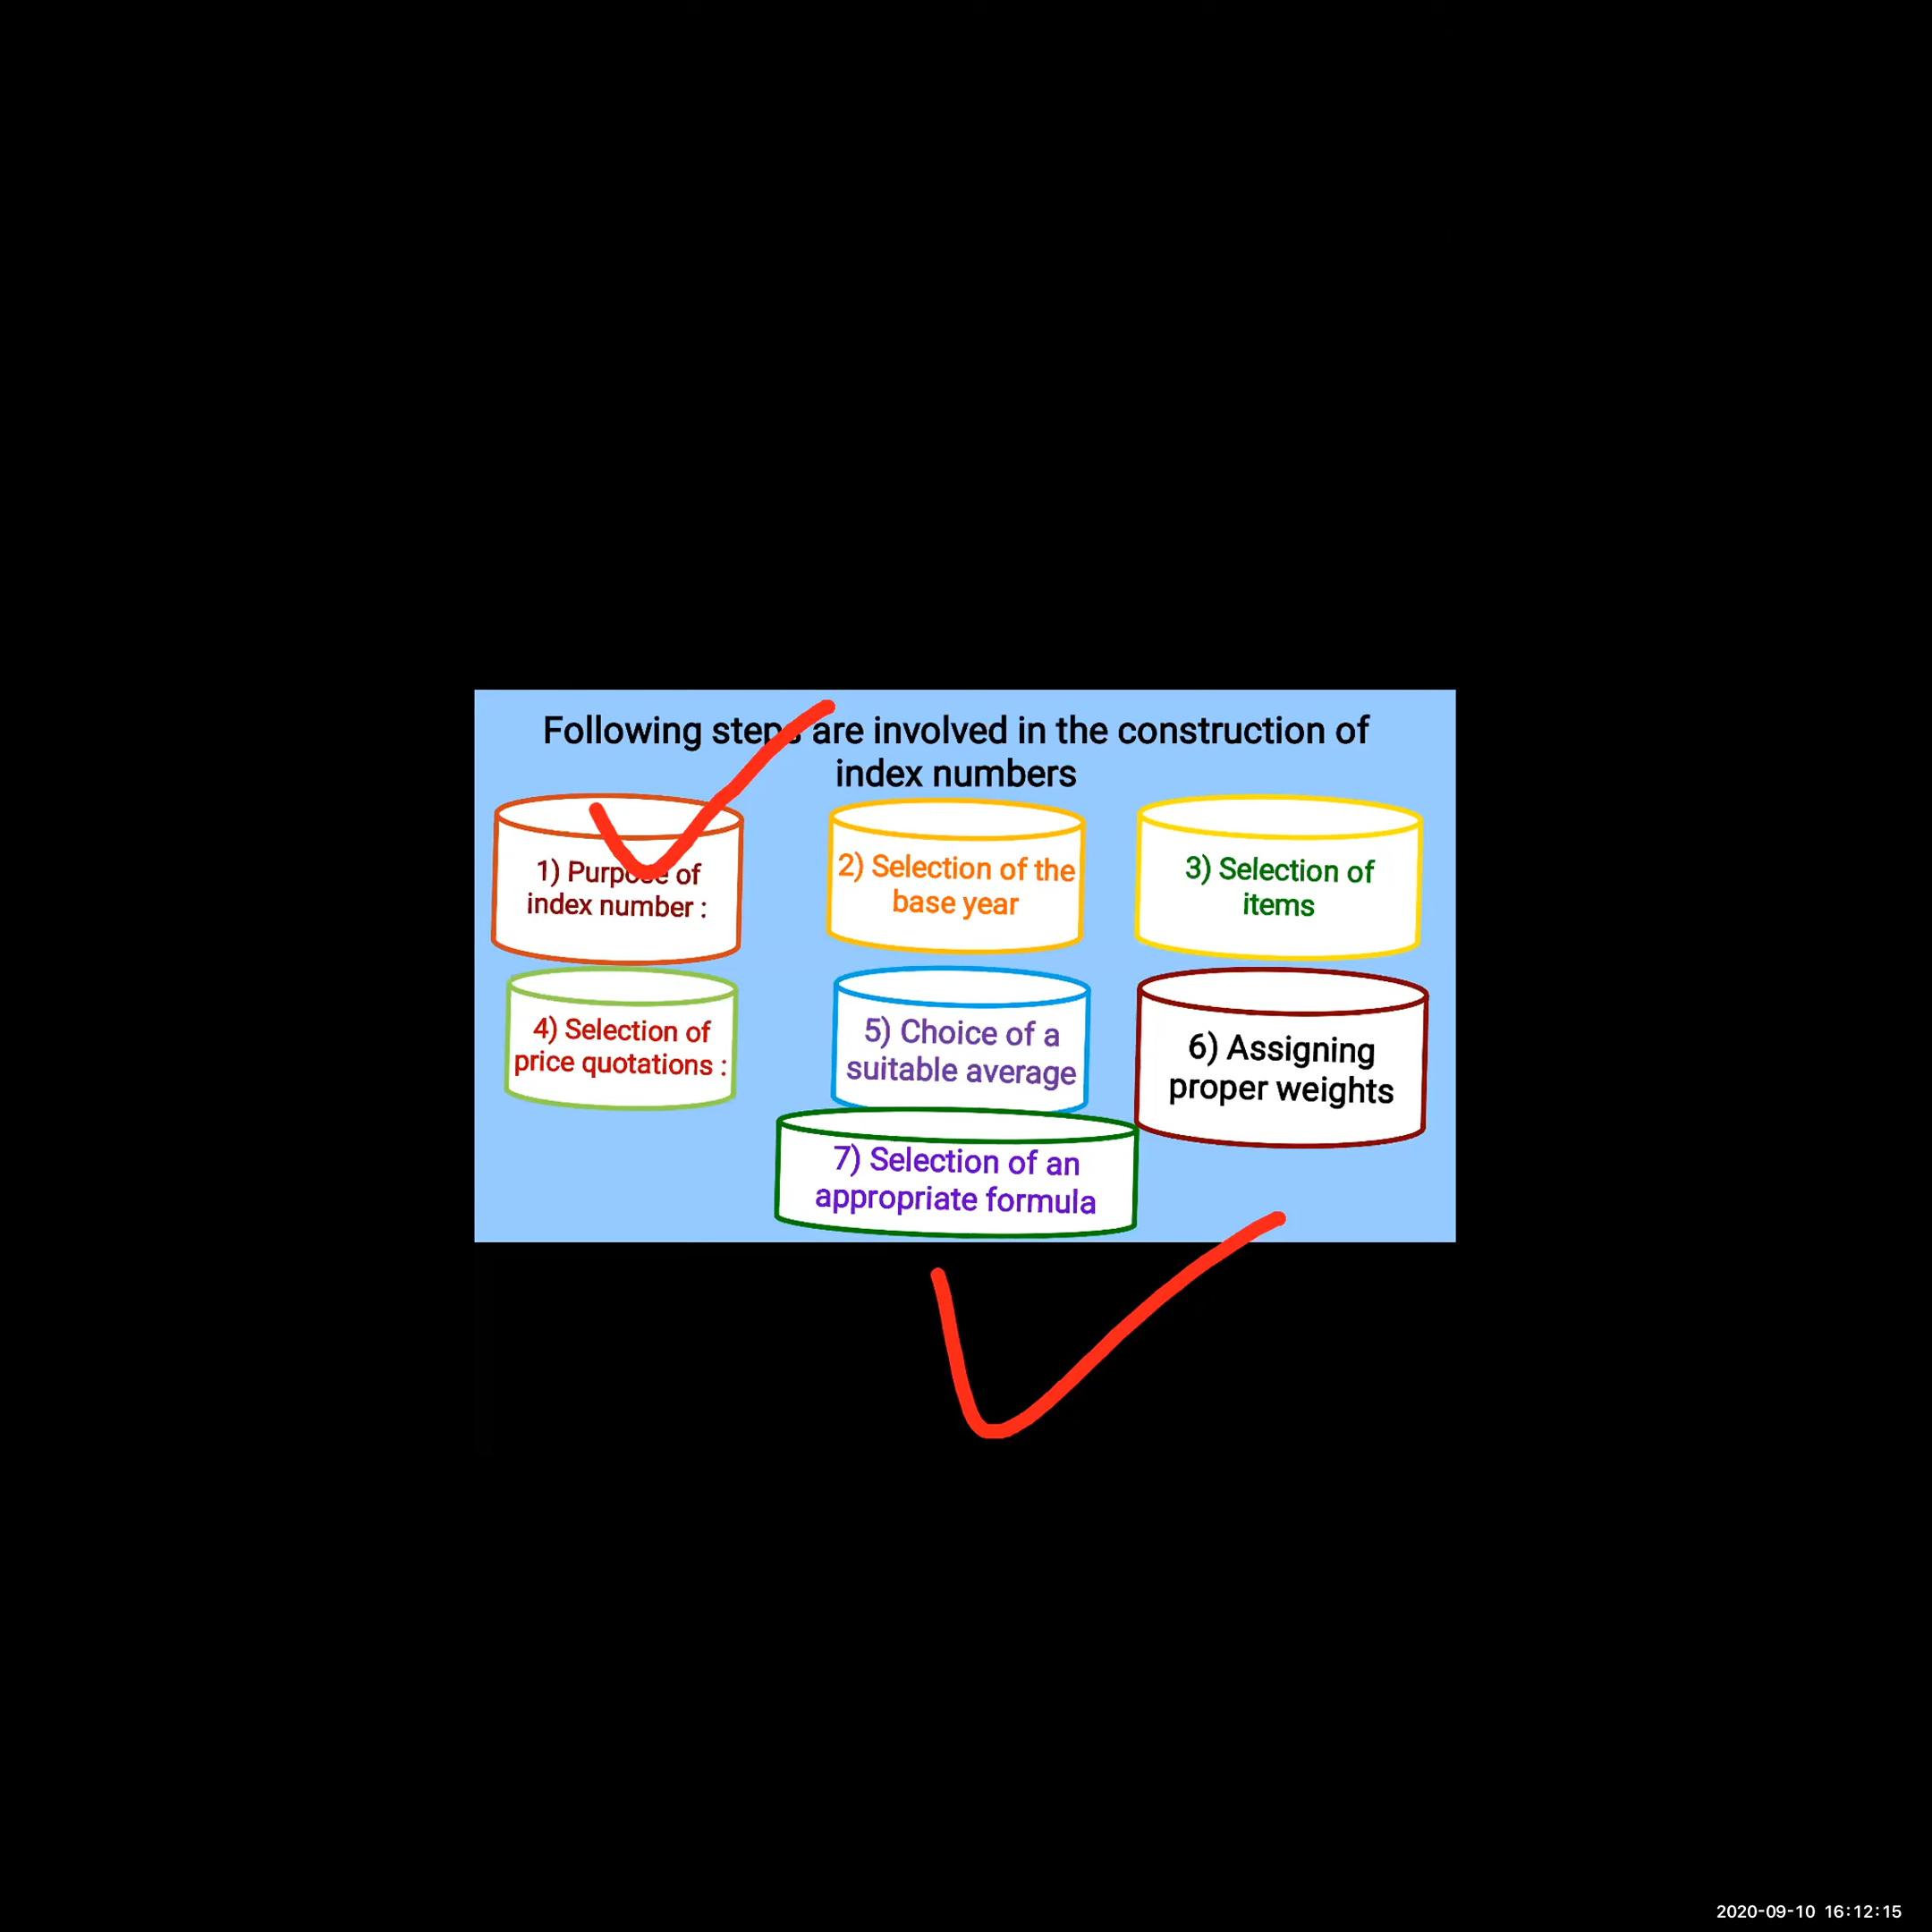 Following steps are involved in the construction of
index numbers
1) Purpose of
index number :
2) Selection of the
base year
3) Selection of
items
4) Selection of
price quotations :
5) Choice of a
suitable average
6) Assigning
proper weights
7) Selection of an
appropriate formula
2020-09-10 16:12:15